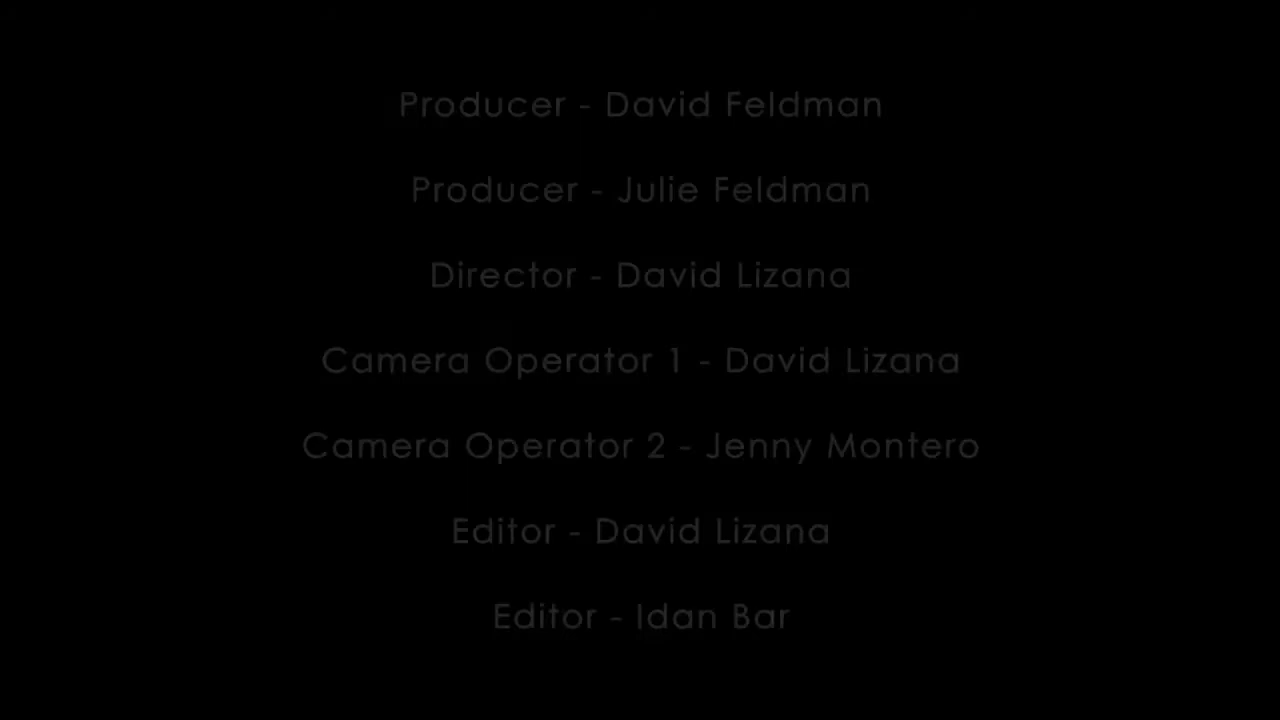 Producer - David Feldman
Producer - Julie Feldman
Director - David Lizana
Camera Operator 1 - David Lizana
Camera Operator 2 - Jenny Montero
Editor - David Lizana
Editor - Idan Bar